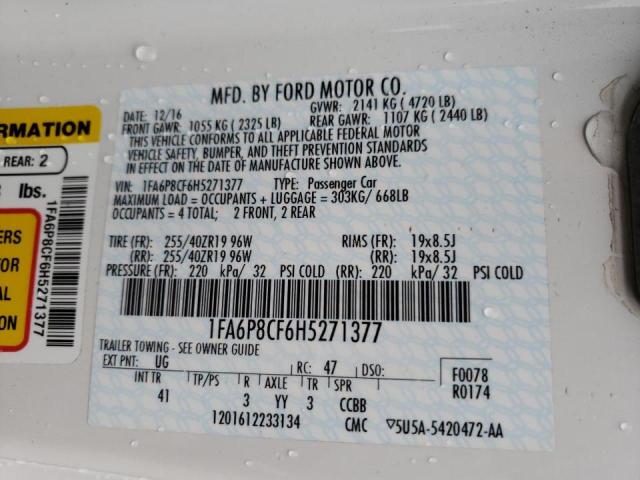 MFD. BY FORD MOTOR CO.
DATE: 12/16 GVWR: 2141 KG ( 4720 LB)
FRONT GAWR: 1055 KG ( 2325 LB) REAR GAWR: 1107 KG ( 2440 LB)
THIS VEHICLE CONFORMS TO ALL APPLICABLE FEDERAL MOTOR
VEHICLE SAFETY, BUMPER, AND THEFT PREVENTION STANDARDS
IN EFFECT ON THE DATE OF MANUFACTURE SHOWN ABOVE.
VIN: 1FA6P8CF6H5271377 TYPE: Passenger Car
MAXIMUM LOAD = OCCUPANTS + LUGGAGE = 303KG/ 668LB
OCCUPANTS = 4 TOTAL; 2 FRONT, 2 REAR
TIRE (FR): 255/40ZR19 96W RIMS (FR): 19x8.5J
(RR): 255/40ZR19 96W (RR): 19x8.5J
PRESSURE (FR): 220 kPa/ 32 PSI COLD (RR): 220 kPa/ 32 PSI COLD
1FA6P8CF6H5271377
TRAILER TOWING - SEE OWNER GUIDE
EXT PNT: UG RC: 47 DSO: F0078
R0174
INT TR TP/PS R AXLE TR SPR
41 3 YY 3 CCBB
1201612233134 CMC ▽5U5A-5420472-AA
ORMATION
REAR: 2
lbs.
1FA6P8CF6H5271377
ERS
TOR
AL
ON